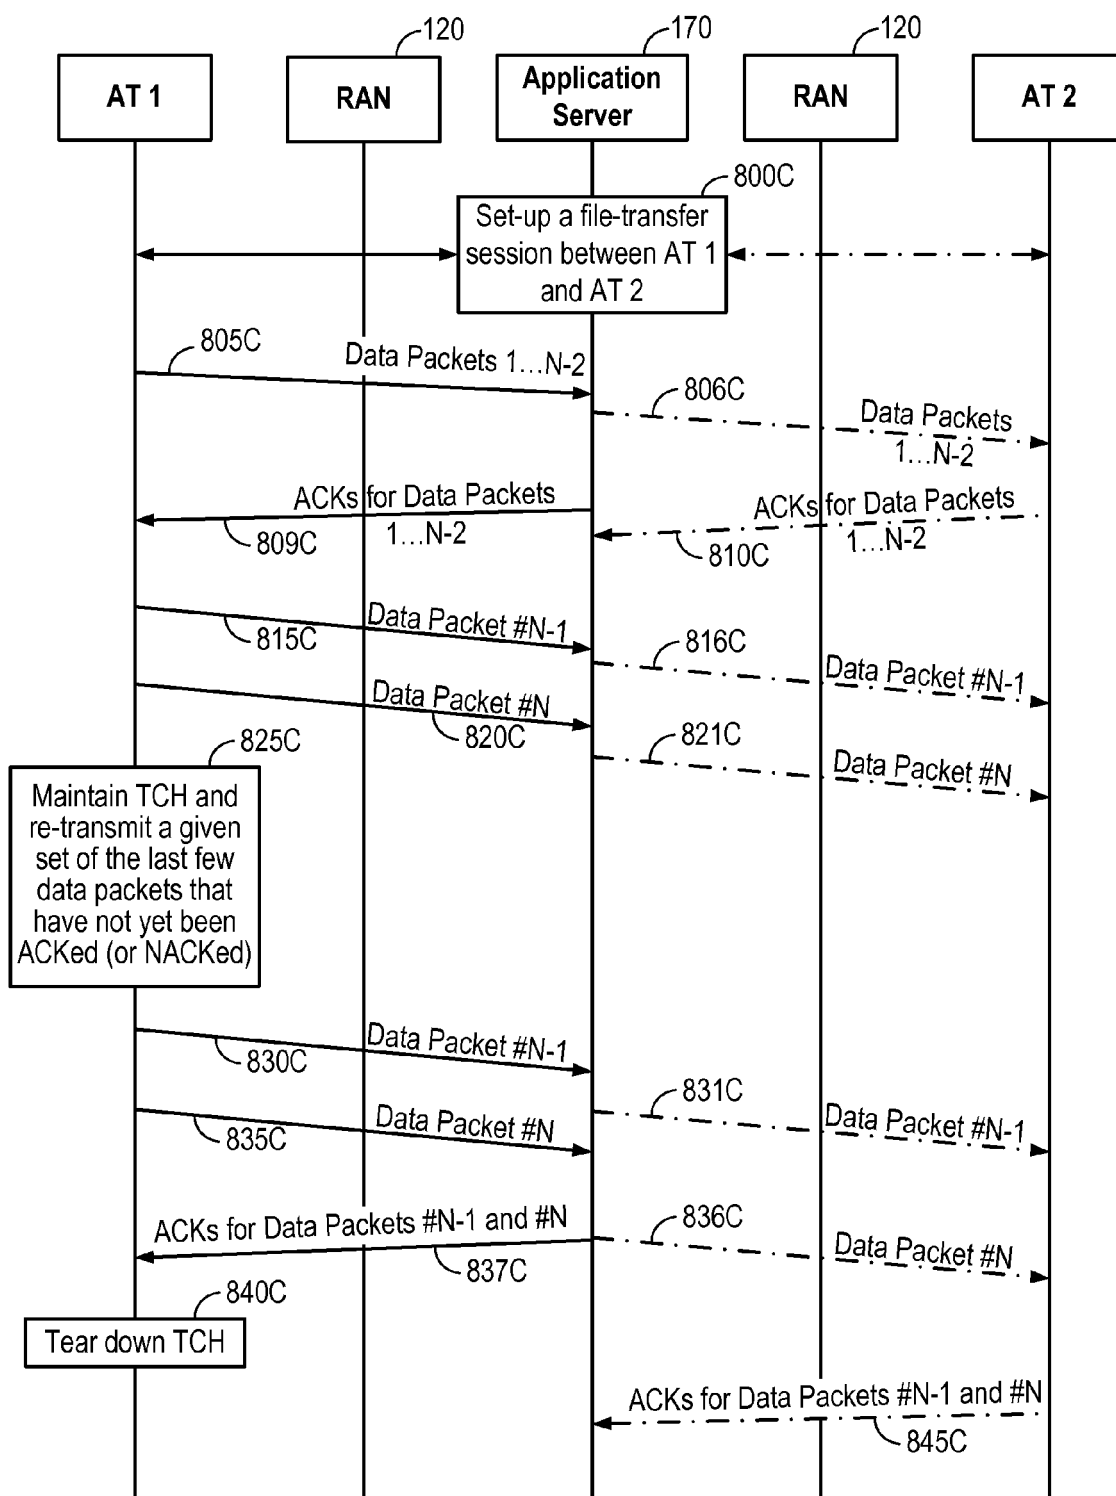 120
170
120
AT 1
RAN
Application
Server
RAN
AT 2
800C
Set-up a file-transfer
session between AT 1
and AT 2
805C
Data Packets 1...N-2
806C
Data Packets
1...N-2
ACKs for Data Packets
1...N-2
809C
ACKs for Data Packets
1...N-2
810C
Data Packet #N-1
815C
816C
Data Packet #N-1
Data Packet #N
820C
821C
Data Packet #N
825C
Maintain TCH and
re-transmit a given
set of the last few
data packets that
have not yet been
ACKed (or NACKed)
Data Packet #N-1
830C
831C
Data Packet #N-1
Data Packet #N
835C
ACKs for Data Packets #N-1 and #N
837C
836C
Data Packet #N
840C
Tear down TCH
ACKs for Data Packets #N-1 and #N
845C